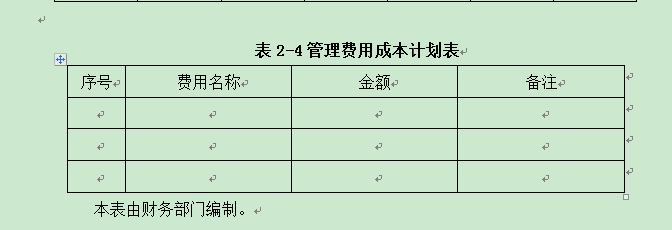 表 2-4 管理费用成本计划表
序号 费用名称 金额 备注
本表由财务部门编制。